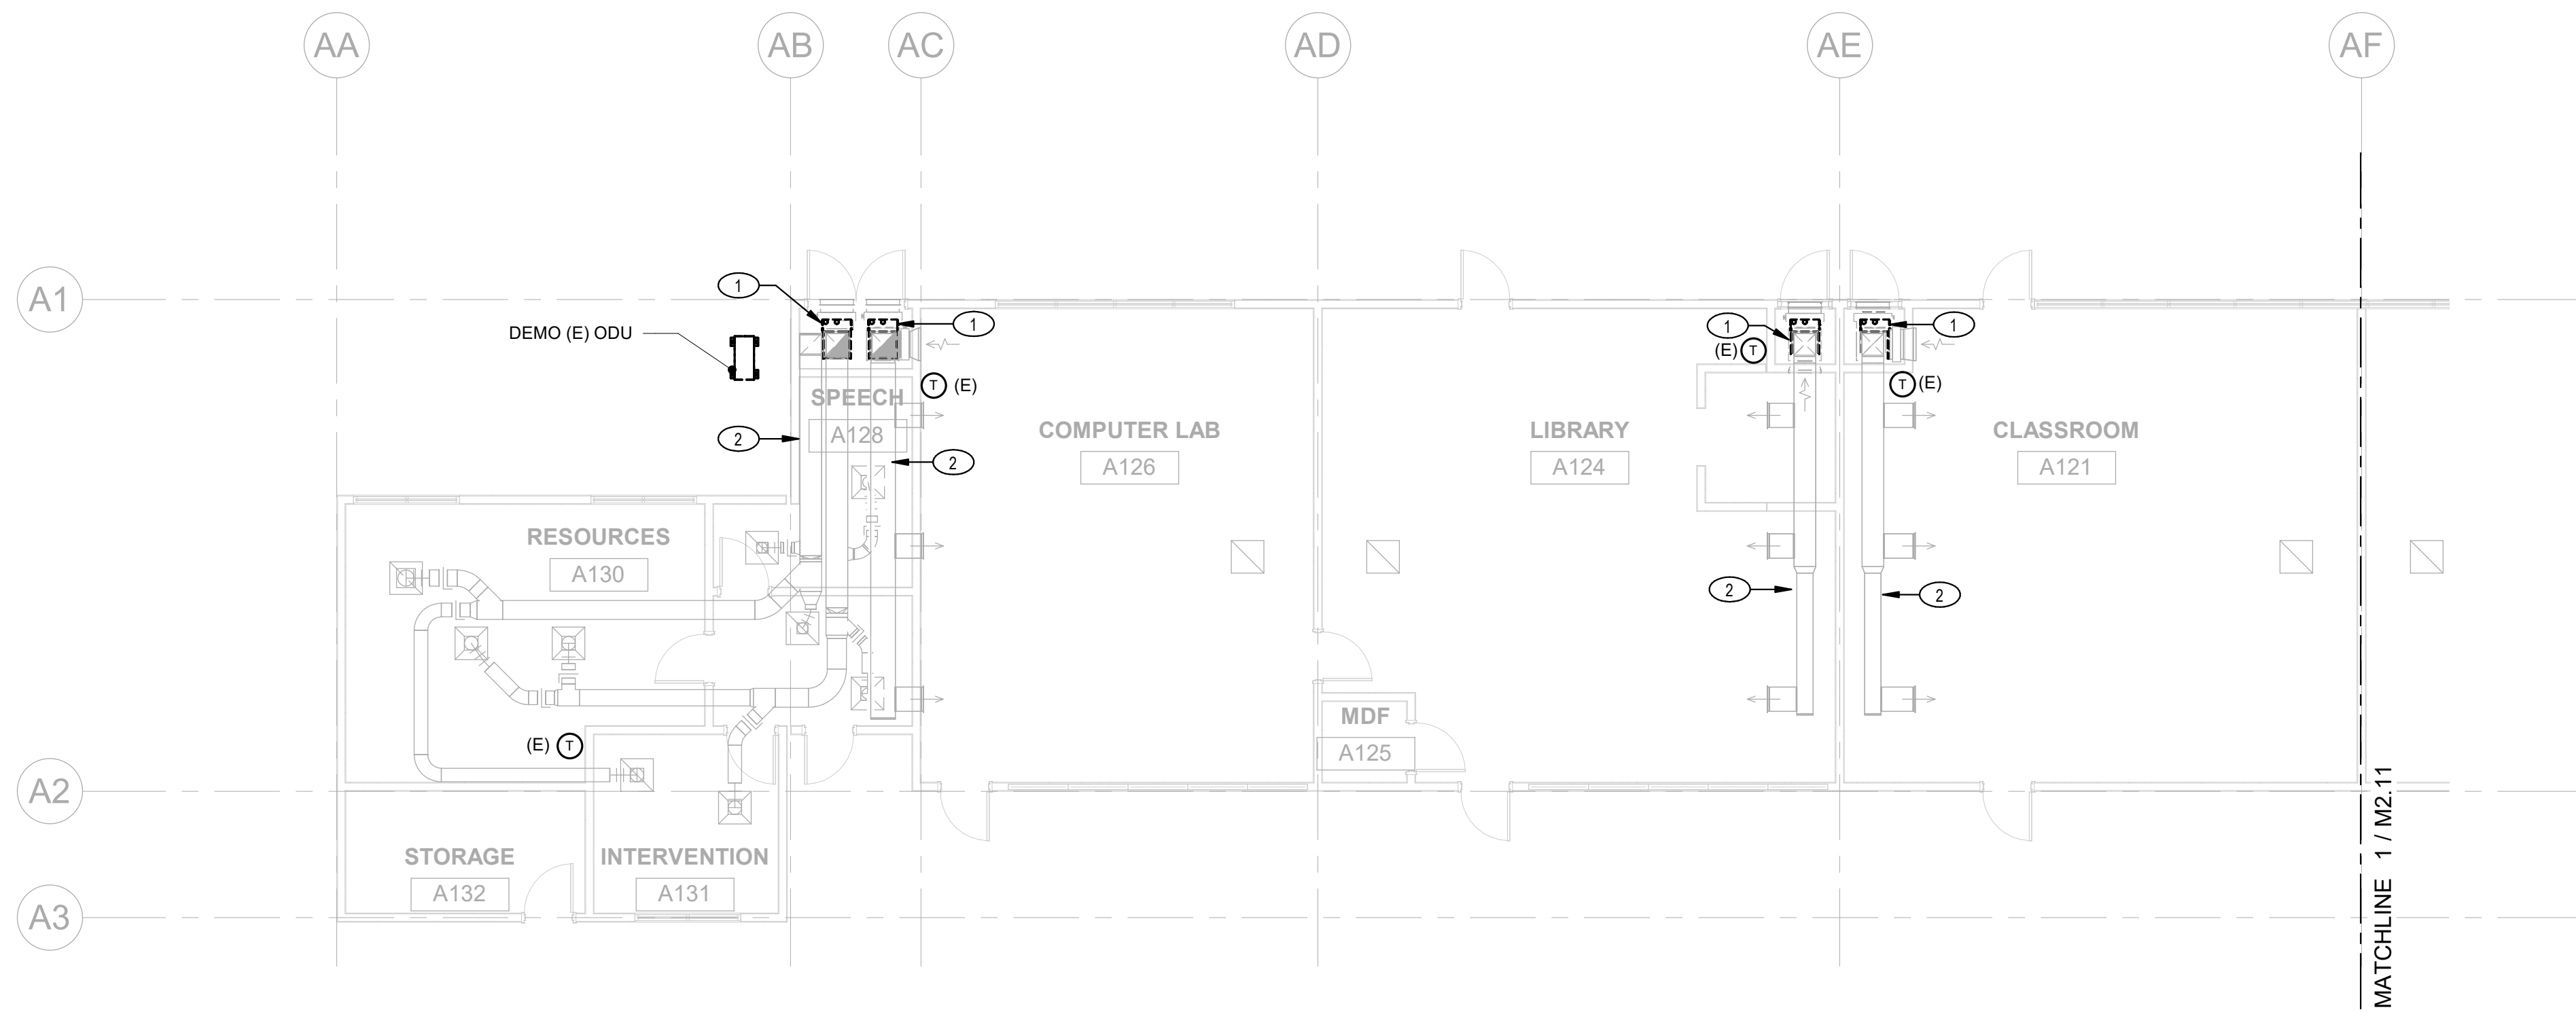 AA AB AC AD AE AF
A1
1
DEMO (E) ODU
1
1
1
(E) T
T (E)
T (E)
SPEECH
A128
2
2
COMPUTER LAB
A126
LIBRARY
A124
CLASSROOM
A121
RESOURCES
A130
2
2
MDF
A125
(E) T
A2
STORAGE
A132
INTERVENTION
A131
A3
MATCHLINE 1 / M2.11